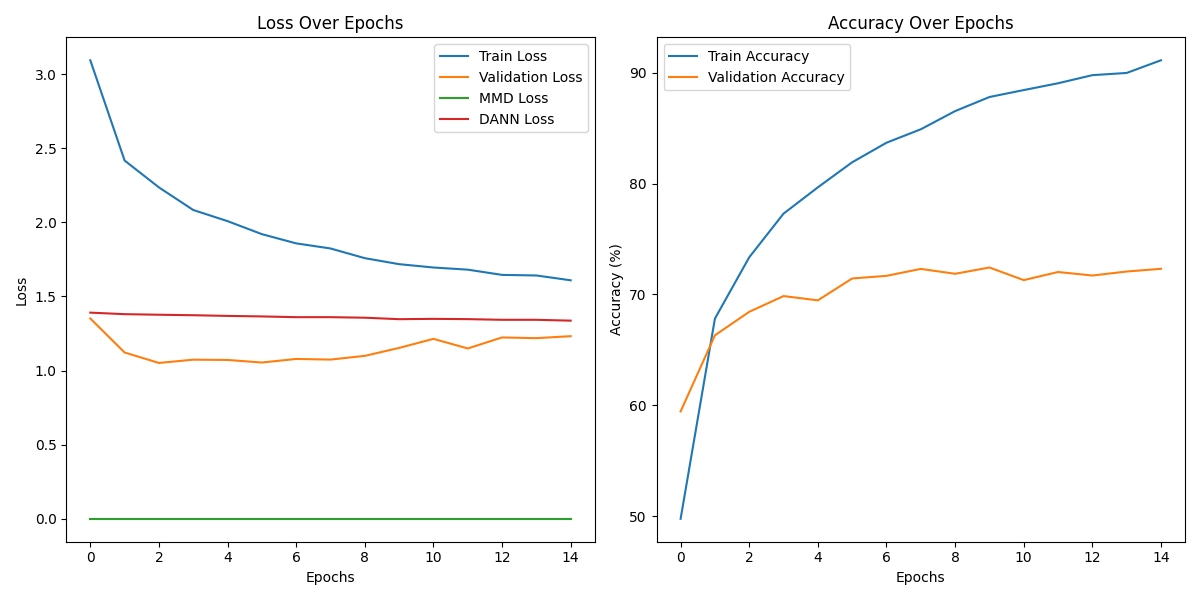 Loss Over Epochs
Train Loss
Validation Loss
MMD Loss
DANN Loss
3.0
2.5
2.0
1.5
1.0
0.5
0.0
Loss
0 2 4 6 8 10 12 14
Epochs
Accuracy Over Epochs
Train Accuracy
Validation Accuracy
90
80
70
60
50
Accuracy (%)
0 2 4 6 8 10 12 14
Epochs